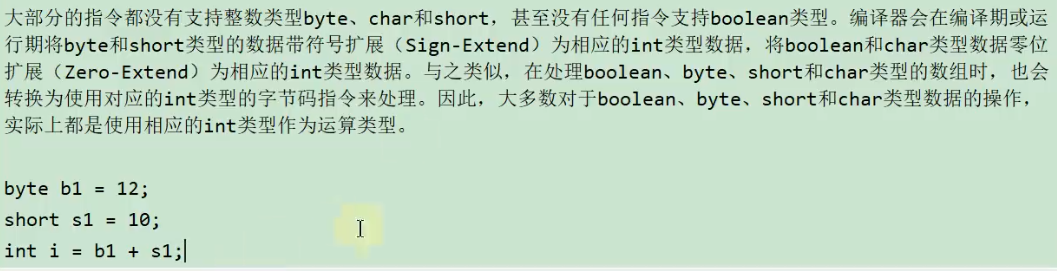 大部分的指令都没有支持整数类型byte、char和short，甚至没有任何指令支持boolean类型。编译器会在编译期或运
行期将byte和short类型的数据带符号扩展（Sign-Extend）为相应的int类型数据，将boolean和char类型数据零位
扩展（Zero-Extend）为相应的int类型数据。与之类似，在处理boolean、byte、short和char类型的数组时，也会
转换为使用对应的int类型的字节码指令来处理。因此，大多数对于boolean、byte、short和char类型数据的操作，
实际上都是使用相应的int类型作为运算类型。
byte b1 = 12;
short s1 = 10;
int i = b1 + s1;